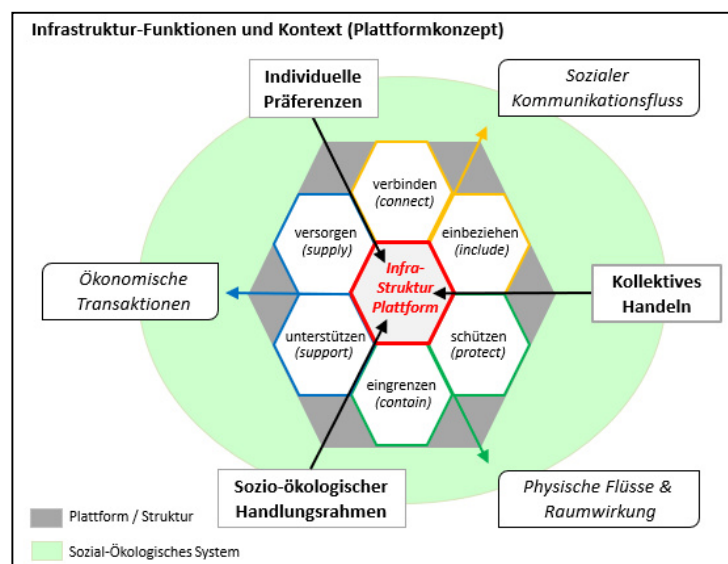 Infrastruktur-Funktionen und Kontext (Plattformkonzept)
Individuelle
Präferenzen
Sozialer
Kommunikationsfluss
verbinden
(connect)
versorgen
(supply)
einbeziehen
(include)
Infra-
Struktur
Plattform
Ökonomische
Transaktionen
Kollektives
Handeln
unterstützen
(support)
schützen
(protect)
eingrenzen
(contain)
Sozio-ökologischer
Handlungsrahmen
Physische Flüsse &
Raumwirkung
Plattform / Struktur
Sozial-Ökologisches System